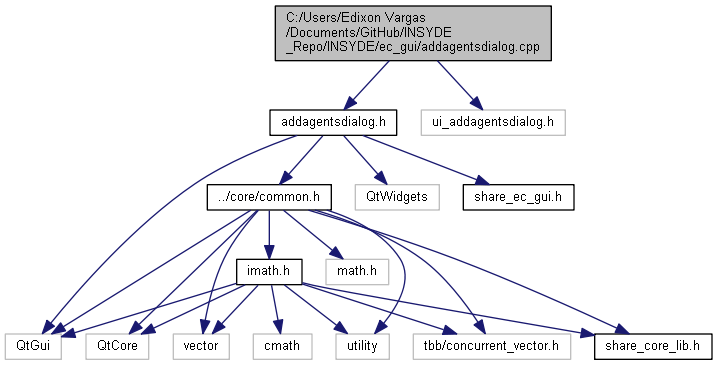 C:/Users/Edixon Vargas
/Documents/GitHub/INSYDE
_Repo/INSYDE/ec_gui/addagentsdialog.cpp
addagentsdialog.h
ui_addagentsdialog.h
../core/common.h
QtWidgets
share_ec_gui.h
imath.h
math.h
QtGui
QtCore
vector
cmath
utility
tbb/concurrent_vector.h
share_core_lib.h